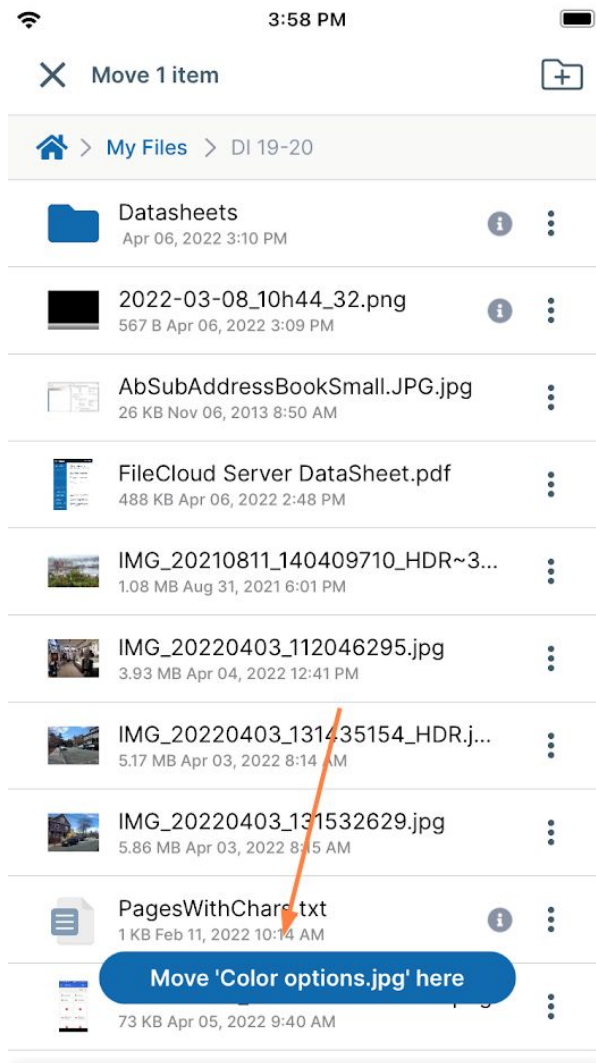 3:58 PM
Move 1 item
My Files > DI 19-20
Datasheets
Apr 06, 2022 3:10 PM
2022-03-08_10h44_32.png
567 B Apr 06, 2022 3:09 PM
AbSubAddressBookSmall.JPG.jpg
26 KB Nov 06, 2013 8:50 AM
FileCloud Server DataSheet.pdf
488 KB Apr 06, 2022 2:48 PM
IMG_20210811_140409710_HDR~3...
1.08 MB Aug 31, 2021 6:01 PM
IMG_20220403_112046295.jpg
3.93 MB Apr 04, 2022 12:41 PM
IMG_20220403_131435154_HDR.j...
5.17 MB Apr 03, 2022 8:14 AM
IMG_20220403_131532629.jpg
5.86 MB Apr 03, 2022 8:15 AM
PagesWithChars.txt
1 KB Feb 11, 2022 10:14 AM
Move 'Color options.jpg' here
73 KB Apr 05, 2022 9:40 AM